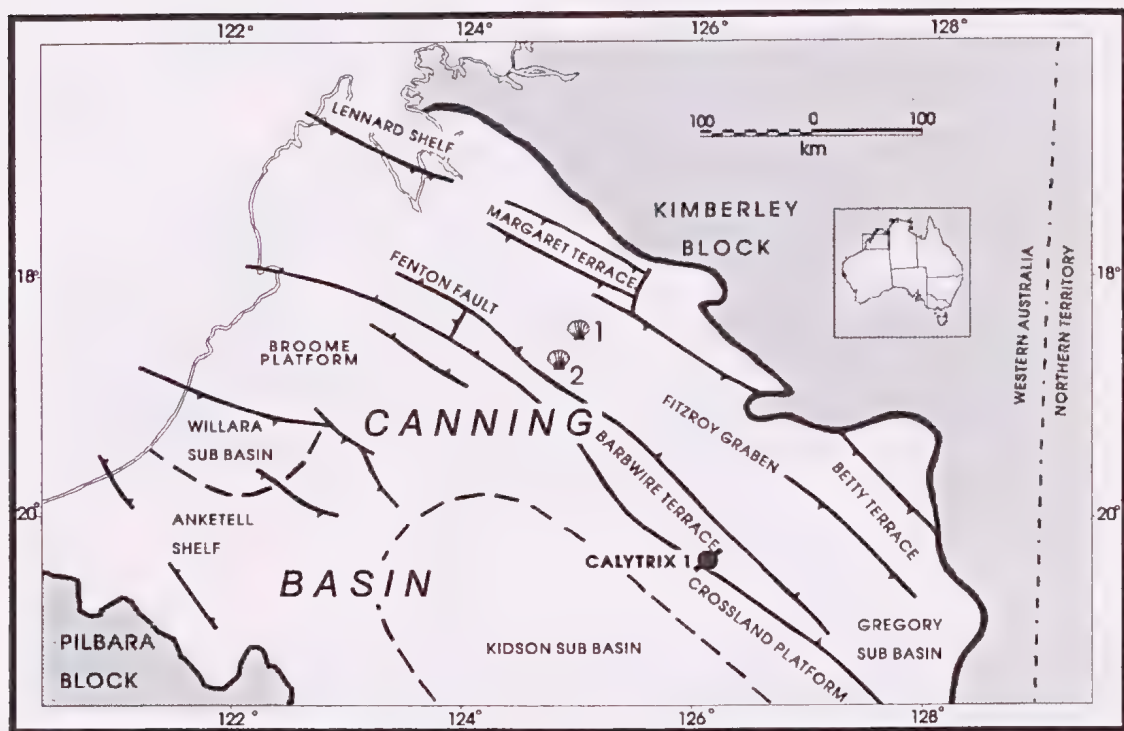 122°
124°
126°
128°
LENNARD SHELF
100
0
100
km
KIMBERLEY
BLOCK
MARGARET TERRACE
18°
18°
FENTON FAULT
WESTERN AUSTRALIA
NORTHERN TERRITORY
1
2
BROOME
PLATFORM
CANNING
FITZROY GRABEN
WILLARA
SUB BASIN
BARBWIRE TERRACE
BETTY TERRACE
20°
20°
ANKETELL
SHELF
CALYTRIX 1
BASIN
CROSSLAND PLATFORM
GREGORY
SUB BASIN
PILBARA
BLOCK
KIDSON SUB BASIN
122°
124°
126°
128°